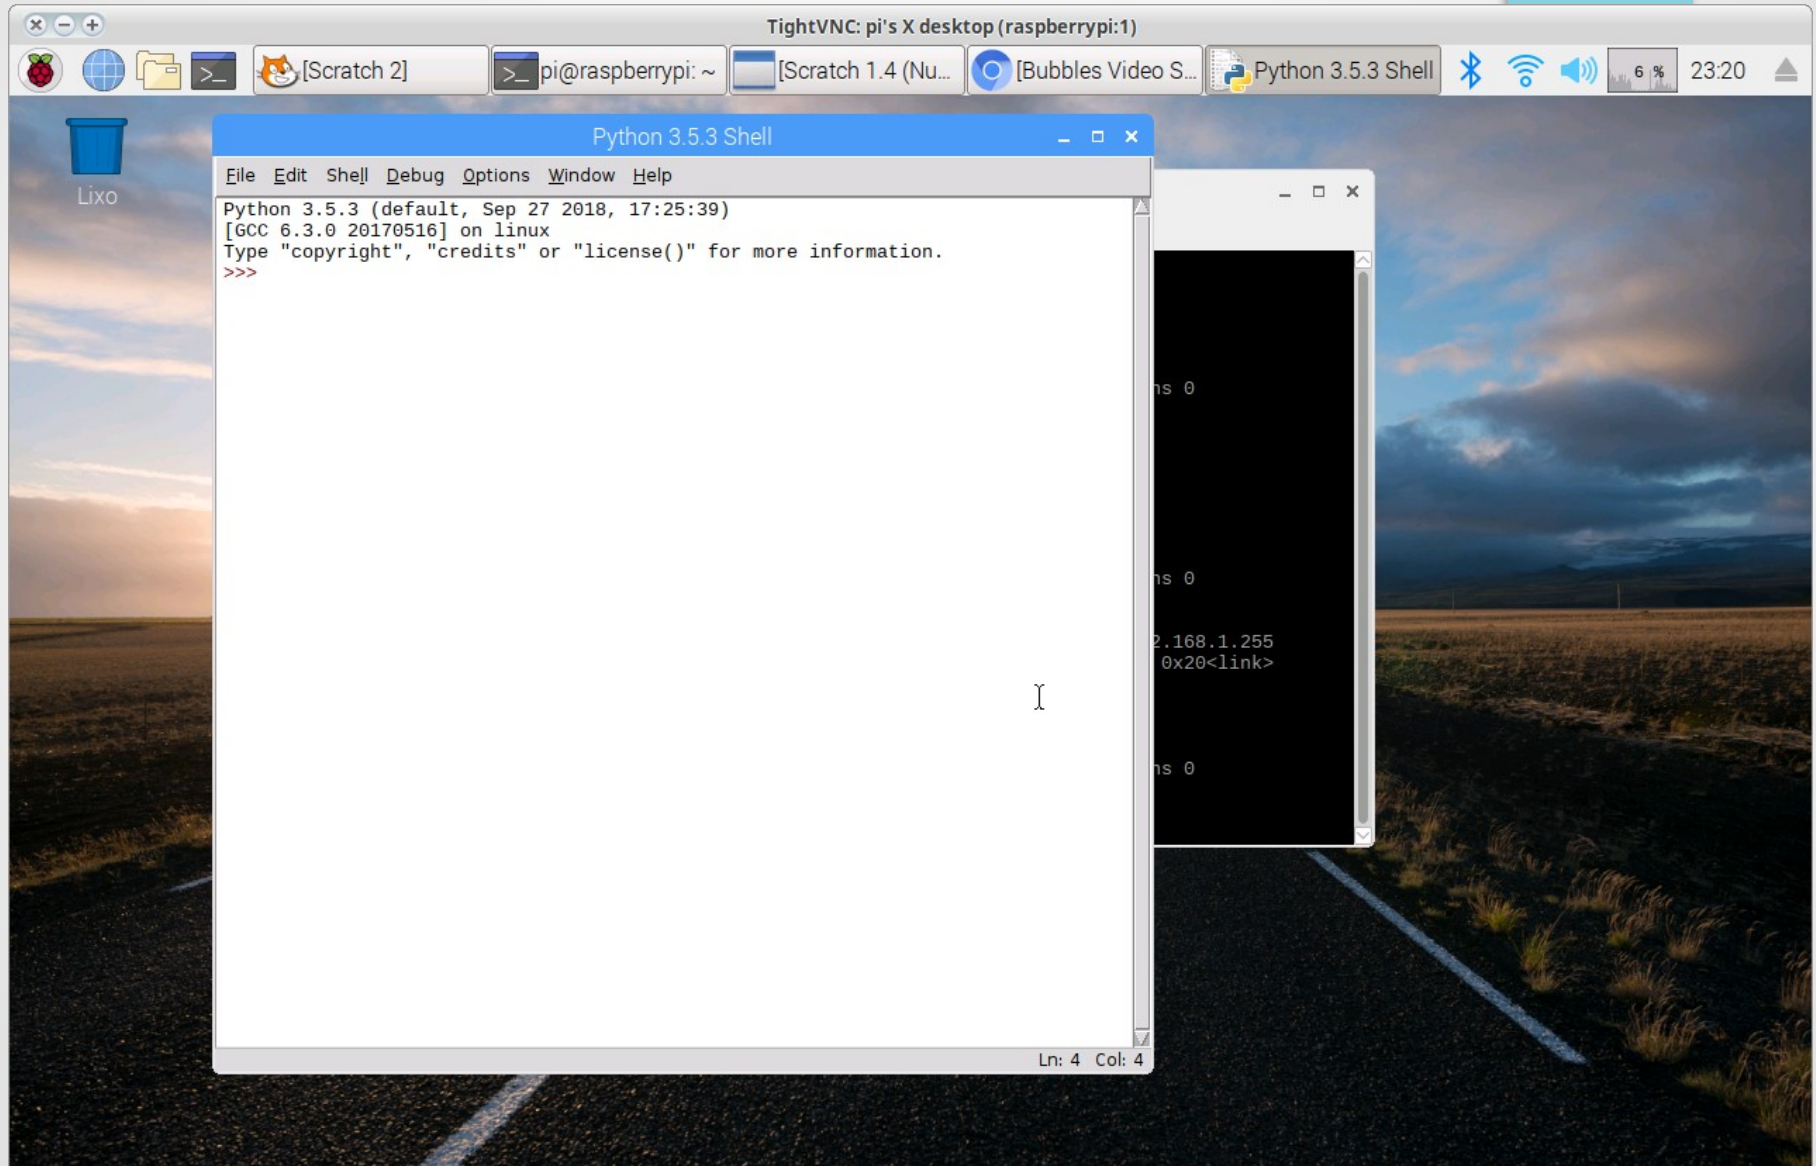 TightVNC: pi's X desktop (raspberrypi:1)
[Scratch 2] pi@raspberrypi: ~ [Scratch 1.4 (Nu... [Bubbles Video S... Python 3.5.3 Shell 6 % 23:20
Lixo
Python 3.5.3 Shell
File Edit Shell Debug Options Window Help
Python 3.5.3 (default, Sep 27 2018, 17:25:39)
[GCC 6.3.0 20170516] on linux
Type "copyright", "credits" or "license()" for more information.
>>>
ns 0
ns 0
2.168.1.255
0x20<link>
ns 0
Ln: 4 Col: 4